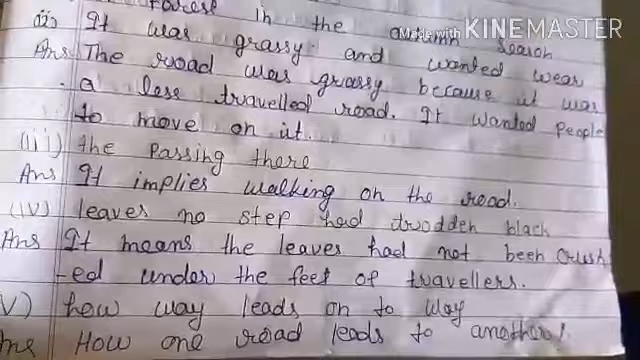 Forest in the autumn season
(ii) It was grassy and wanted wear
Ans The road was grassy because it was
a less travelled road. It wanted people
to move on it.
(iii) the passing there
Ans It implies walking on the road.
(iv) leaves no step had trodden black
Ans It means the leaves had not been crush
-ed under the feet of travellers.
V) how way leads on to way
Ans How one road leads to another.
Made with KINEMASTER